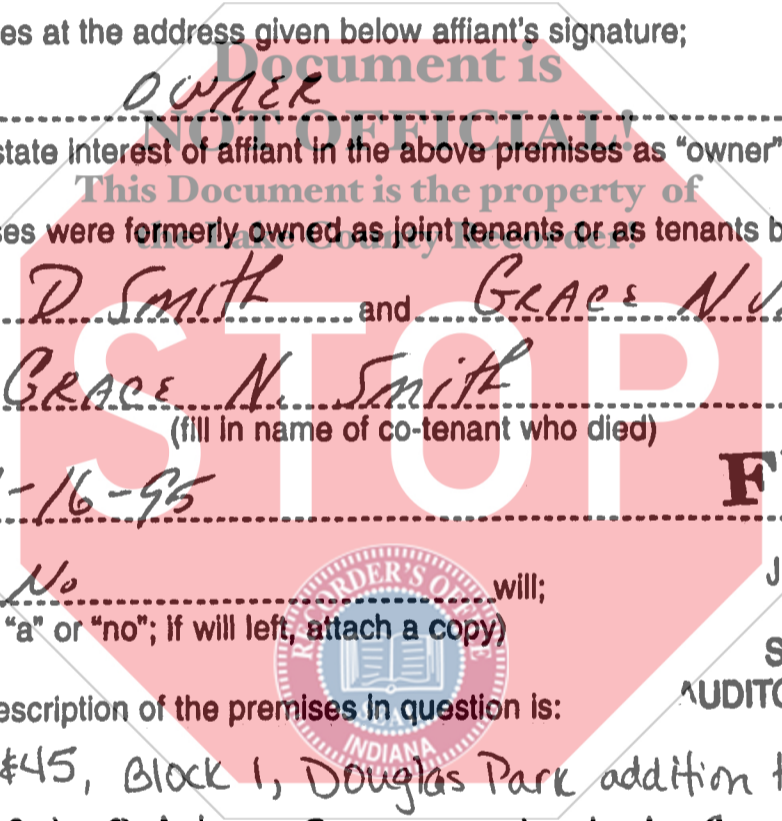 es at the address given below affiant's signature;
Document is
OWNER
NOT OFFICIAL!
state interest of affiant in the above premises as "owner"
This Document is the property of
ses were formerly owned as joint tenants or as tenants b
the Lake County Recorder!
D Smith and Grace N
STOP
Grace N. Smith
(fill in name of co-tenant who died)
-16-95
F
No will;
"a" or "no"; if will left, attach a copy)
RECORDER'S OFFICE
INDIANA
J
S
AUDITO
escription of the premises in question is:
&45, Block 1, Douglas Park addition